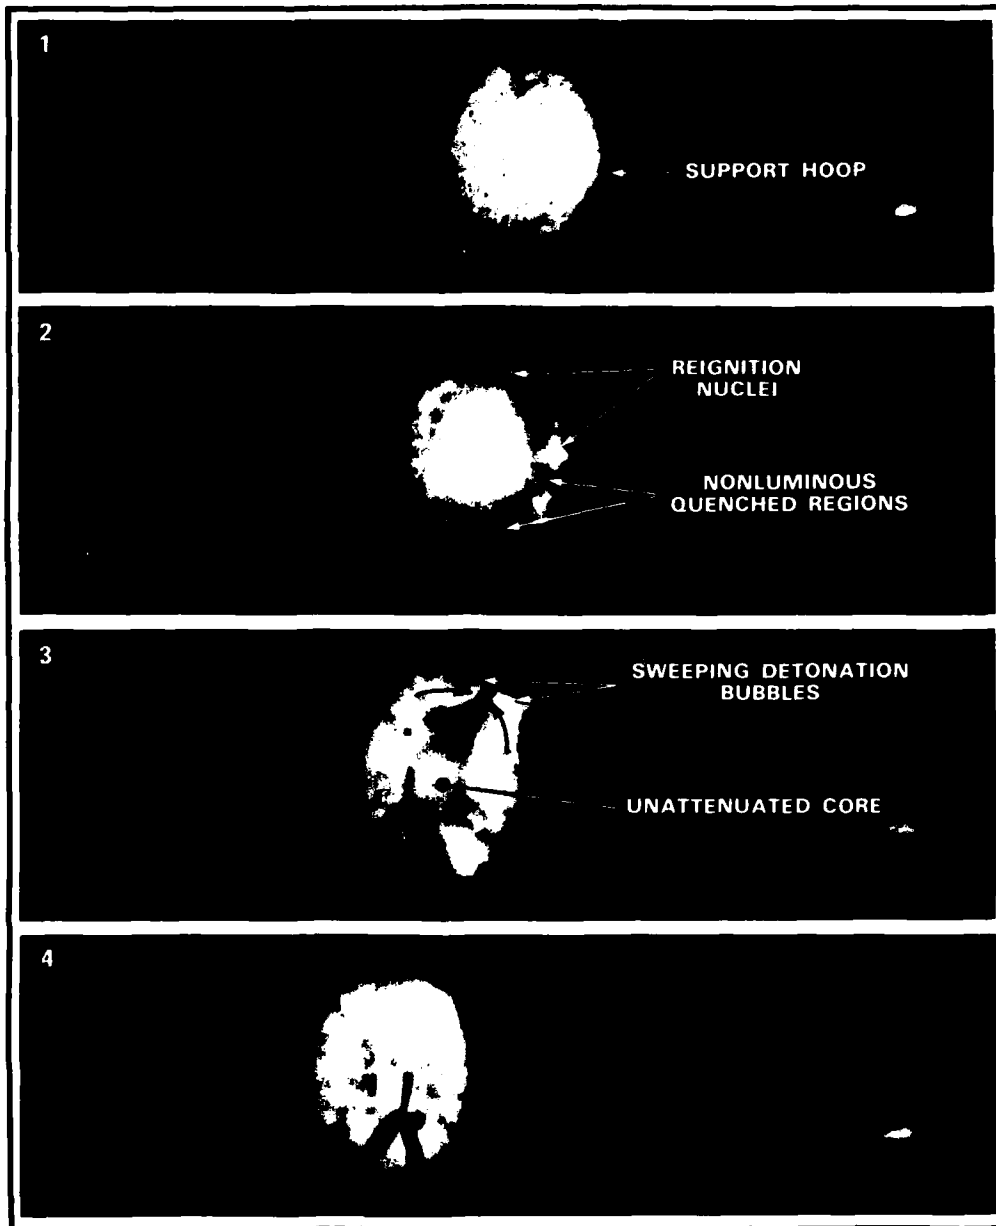 1
SUPPORT HOOP
2
REIGNITION
NUCLEI
NONLUMINOUS
QUENCHED REGIONS
3
SWEEPING DETONATION
BUBBLES
UNATTENUATED CORE
4